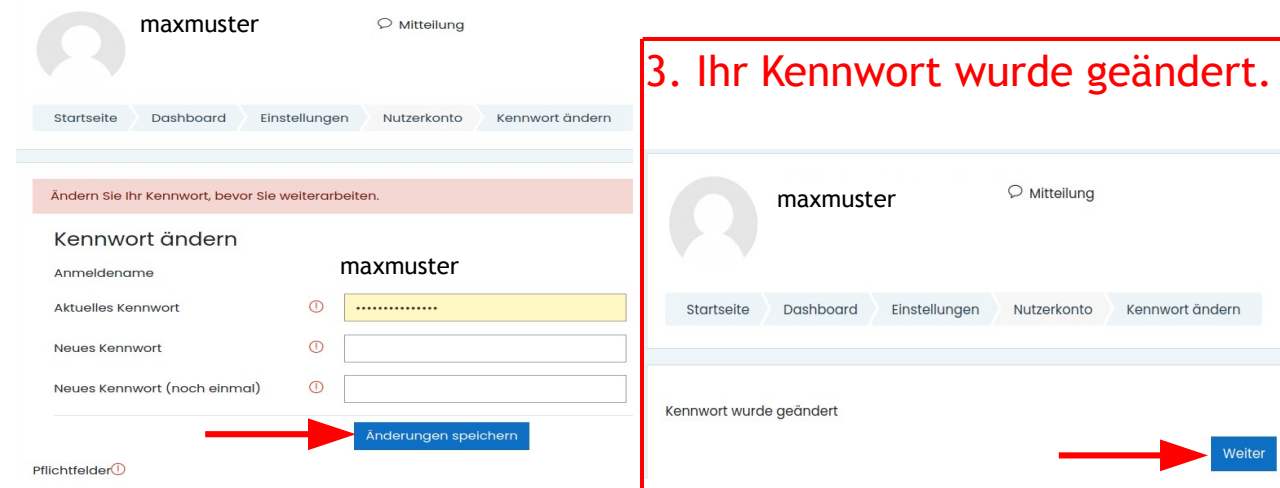 maxmuster
Mitteilung
Startseite Dashboard Einstellungen Nutzerkonto Kennwort ändern
Ändern Sie Ihr Kennwort, bevor Sie weiterarbeiten.
Kennwort ändern
Anmeldename maxmuster
Aktuelles Kennwort ••••••••••••••
Neues Kennwort
Neues Kennwort (noch einmal)
Änderungen speichern
Pflichtfelder
3. Ihr Kennwort wurde geändert.
maxmuster
Mitteilung
Startseite Dashboard Einstellungen Nutzerkonto Kennwort ändern
Kennwort wurde geändert
Weiter